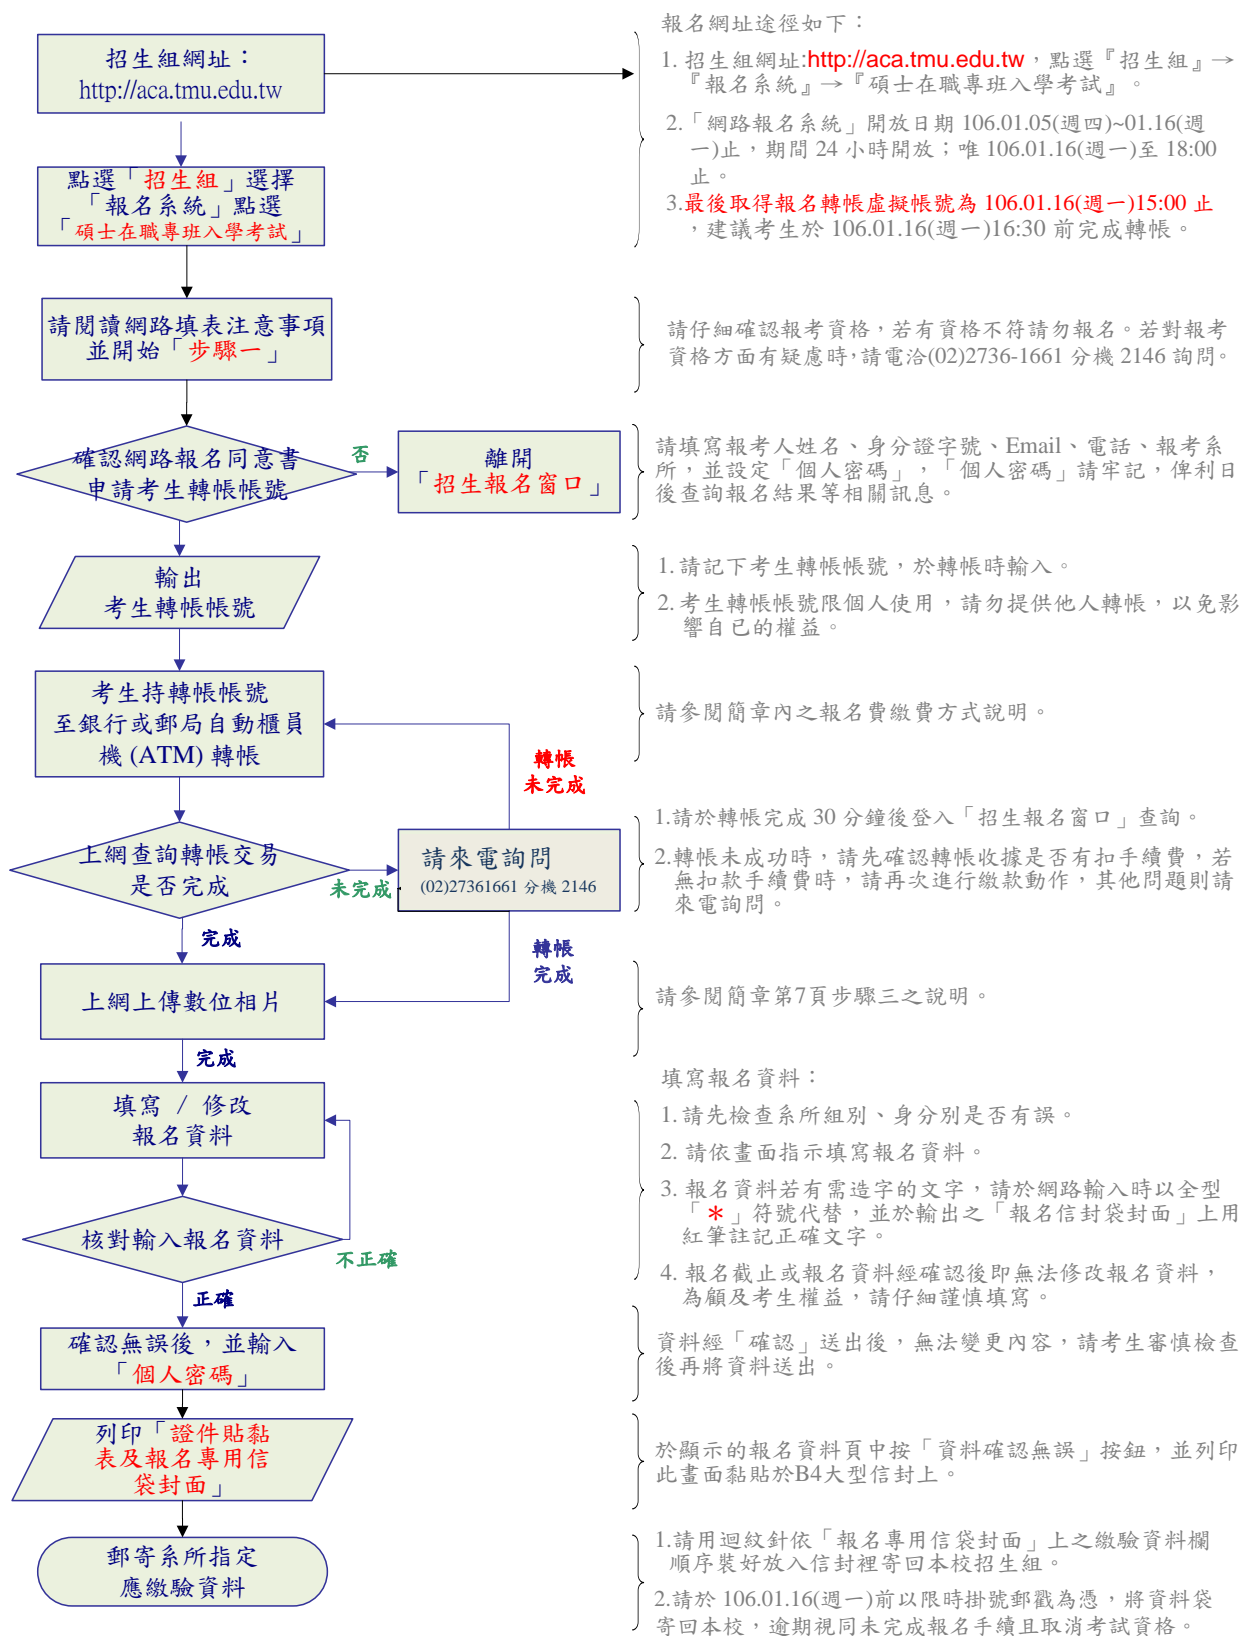 招生組網址：
http://aca.tmu.edu.tw
報名網址途徑如下：
1. 招生組網址:http://aca.tmu.edu.tw，點選『招生組』→
『報名系統』→『碩士在職專班入學考試』。
2.「網路報名系統」開放日期 106.01.05(週四)~01.16(週
一)止，期間 24 小時開放；唯 106.01.16(週一)至 18:00
止。
3.最後取得報名轉帳虛擬帳號為 106.01.16(週一)15:00 止
，建議考生於 106.01.16(週一)16:30 前完成轉帳。
點選「招生組」選擇
「報名系統」點選
「碩士在職專班入學考試」
請閱讀網路填表注意事項
並開始「步驟一」
請仔細確認報考資格，若有資格不符請勿報名。若對報考
資格方面有疑慮時，請電洽(02)2736-1661 分機 2146 詢問。
確認網路報名同意書
申請考生轉帳帳號
否
離開
「招生報名窗口」
請填寫報考人姓名、身分證字號、Email、電話、報考系
所，並設定「個人密碼」，「個人密碼」請牢記，俾利日
後查詢報名結果等相關訊息。
輸出
考生轉帳帳號
1. 請記下考生轉帳帳號，於轉帳時輸入。
2. 考生轉帳帳號限個人使用，請勿提供他人轉帳，以免影
響自己的權益。
考生持轉帳帳號
至銀行或郵局自動櫃員
機 (ATM) 轉帳
請參閱簡章內之報名費繳費方式說明。
轉帳
未完成
上網查詢轉帳交易
是否完成
未完成
請來電詢問
(02)27361661 分機 2146
1.請於轉帳完成 30 分鐘後登入「招生報名窗口」查詢。
2.轉帳未成功時，請先確認轉帳收據是否有扣手續費，若
無扣款手續費時，請再次進行繳款動作，其他問題則請
來電詢問。
完成
轉帳
完成
上網上傳數位相片
請參閱簡章第7頁步驟三之說明。
完成
填寫 / 修改
報名資料
填寫報名資料：
1. 請先檢查系所組別、身分別是否有誤。
2. 請依畫面指示填寫報名資料。
3. 報名資料若有需造字的文字，請於網路輸入時以全型
「＊」符號代替，並於輸出之「報名信封袋封面」上用
紅筆註記正確文字。
4. 報名截止或報名資料經確認後即無法修改報名資料，
為顧及考生權益，請仔細謹慎填寫。
核對輸入報名資料
不正確
正確
確認無誤後，並輸入
「個人密碼」
資料經「確認」送出後，無法變更內容，請考生審慎檢查
後再將資料送出。
列印「證件貼黏
表及報名專用信
袋封面」
於顯示的報名資料頁中按「資料確認無誤」按鈕，並列印
此畫面黏貼於B4大型信封上。
郵寄系所指定
應繳驗資料
1.請用迴紋針依「報名專用信袋封面」上之繳驗資料欄
順序裝好放入信封裡寄回本校招生組。
2.請於 106.01.16(週一)前以限時掛號郵戳為憑，將資料袋
寄回本校，逾期視同未完成報名手續且取消考試資格。